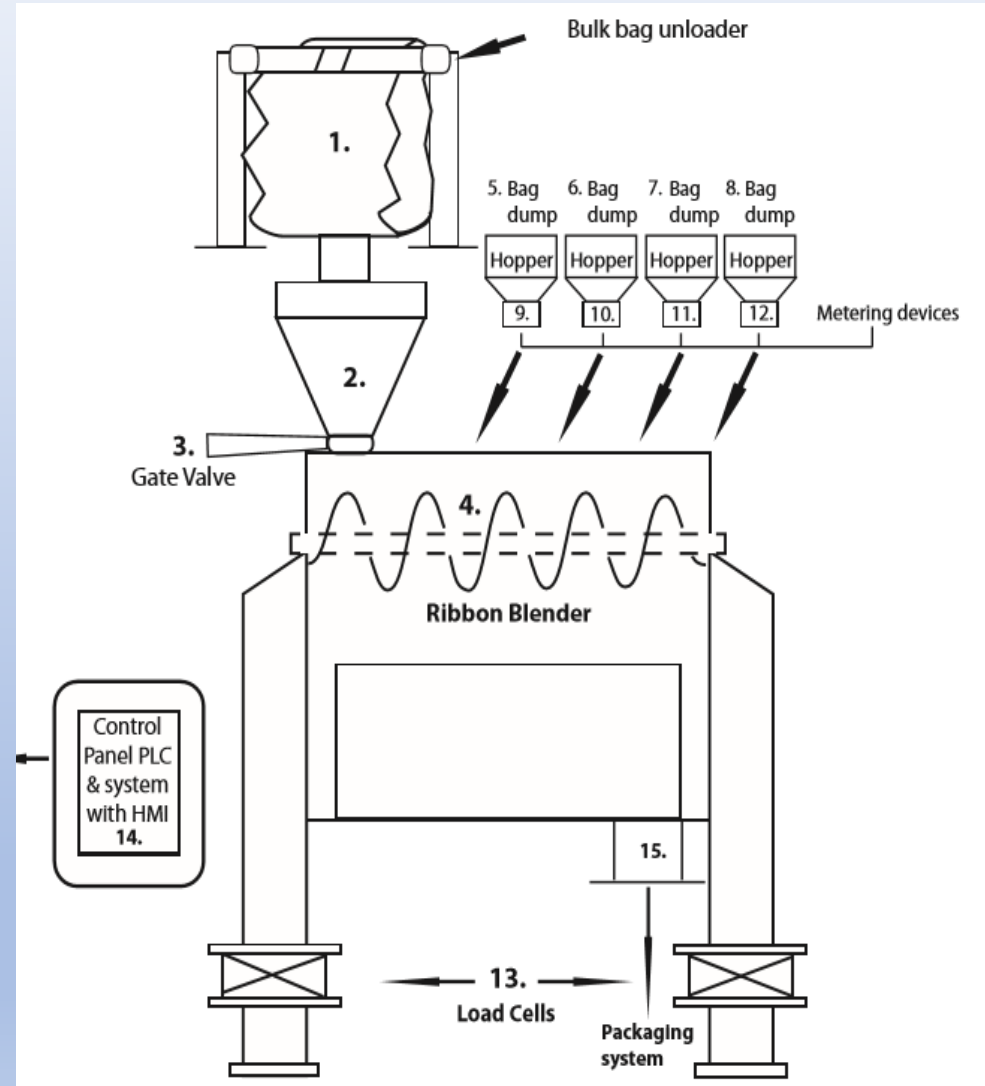 Bulk bag unloader
1.
5. Bag dump
6. Bag dump
7. Bag dump
8. Bag dump
Hopper
Hopper
Hopper
Hopper
9.
10.
11.
12.
Metering devices
2.
3.
Gate Valve
4.
Ribbon Blender
Control
Panel PLC
& system
with HMI
14.
15.
13.
Load Cells
Packaging
system